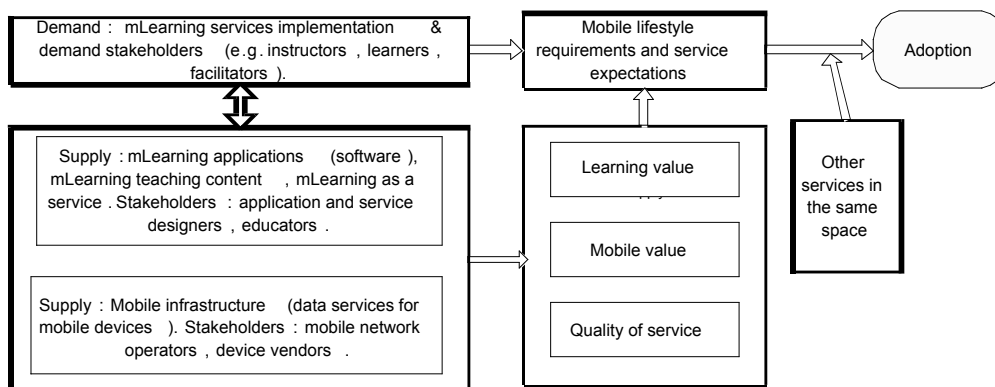 Demand : mLearning services implementation &
demand stakeholders (e.g. instructors , learners ,
facilitators ).
Mobile lifestyle
requirements and service
expectations
Adoption
Supply : mLearning applications (software ),
mLearning teaching content , mLearning as a
service . Stakeholders : application and service
designers , educators .
Supply : Mobile infrastructure (data services for
mobile devices ). Stakeholders : mobile network
operators , device vendors .
Learning value
Mobile value
Quality of service
Other
services in
the same
space